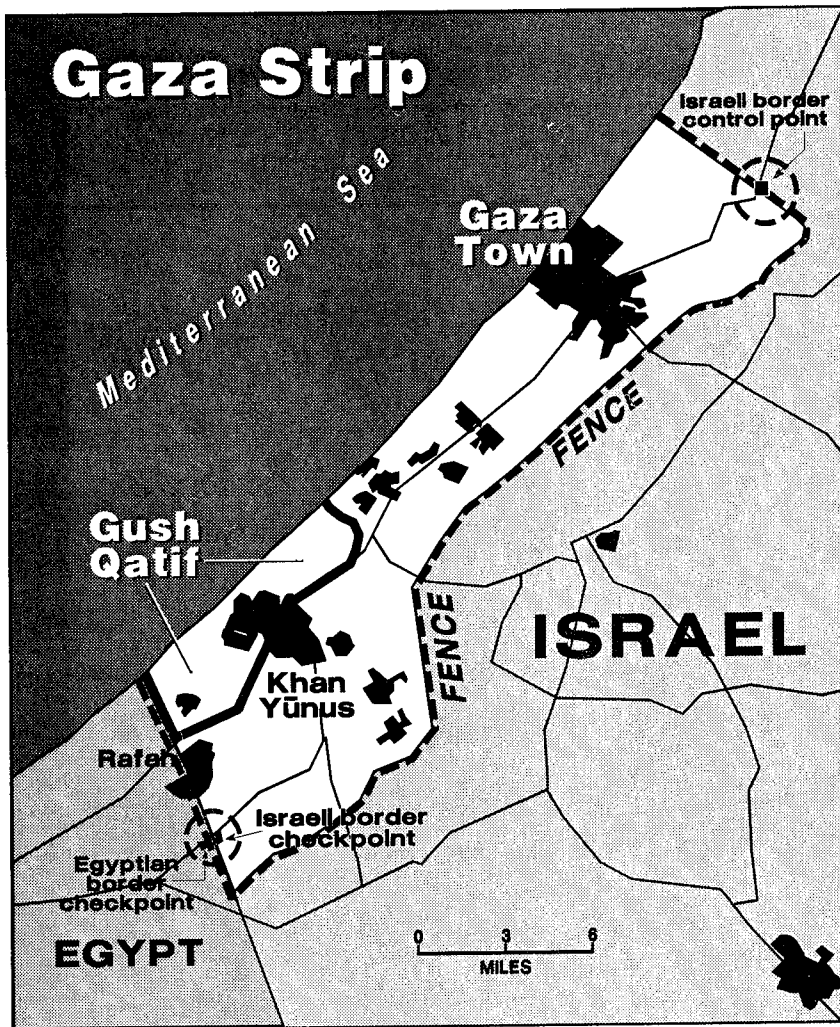 Gaza Strip
Israeli border
control point
Mediterranean Sea
Gaza
Town
FENCE
Gush
Qatif
FENCE
ISRAEL
Khan
Yūnus
Rafah
Israeli border
checkpoint
Egyptian
border
checkpoint
EGYPT
0 3 6
MILES